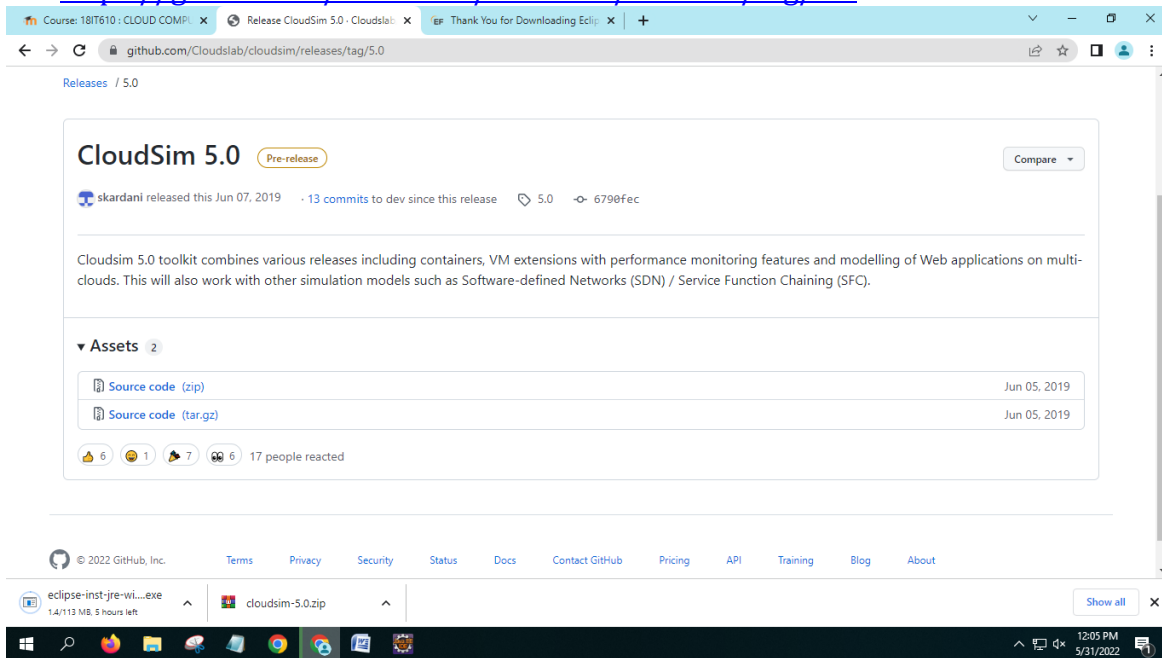 Course: 18IT610 : CLOUD COMPU
Release CloudSim 5.0 · Cloudslab
Thank You for Downloading Eclip
github.com/Cloudslab/cloudsim/releases/tag/5.0
Releases / 5.0
CloudSim 5.0 Pre-release
Compare
skardani released this Jun 07, 2019 · 13 commits to dev since this release 5.0 6790fec
Cloudsim 5.0 toolkit combines various releases including containers, VM extensions with performance monitoring features and modelling of Web applications on multi-
clouds. This will also work with other simulation models such as Software-defined Networks (SDN) / Service Function Chaining (SFC).
Assets 2
Source code (zip) Jun 05, 2019
Source code (tar.gz) Jun 05, 2019
6 1 7 6 17 people reacted
© 2022 GitHub, Inc. Terms Privacy Security Status Docs Contact GitHub Pricing API Training Blog About
eclipse-inst-jre-wi....exe
1.4/113 MB, 5 hours left
cloudsim-5.0.zip
Show all
12:05 PM
5/31/2022